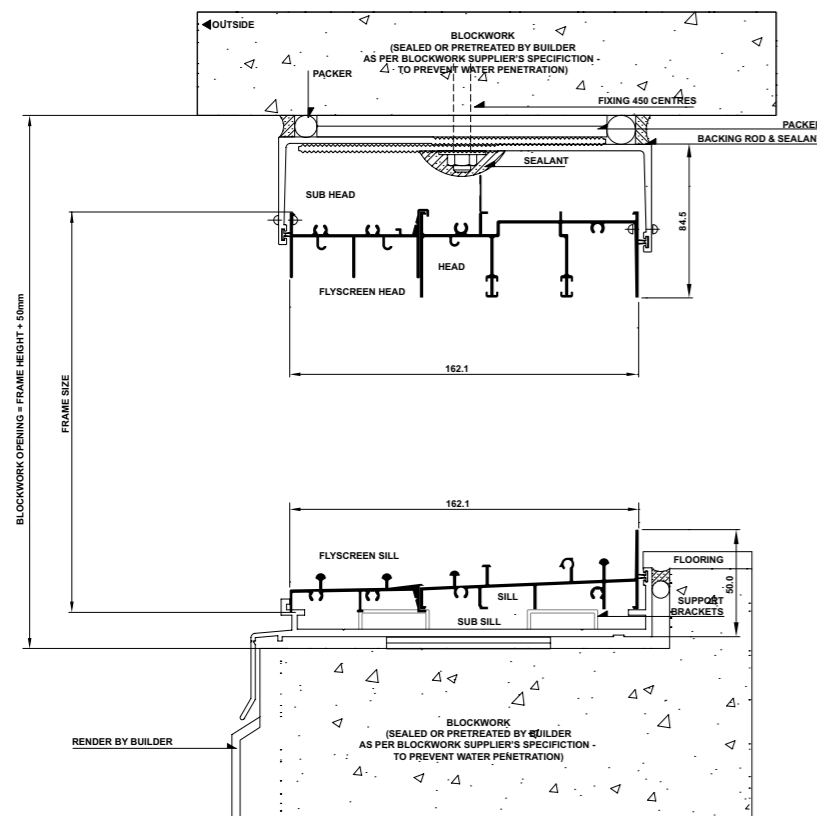 OUTSIDE
BLOCKWORK
(SEALED OR PRETREATED BY BUILDER
AS PER BLOCKWORK SUPPLIER'S SPECIFICTION -
TO PREVENT WATER PENETRATION)
PACKER
FIXING 450 CENTRES
PACKER
BACKING ROD & SEALANT
SEALANT
SUB HEAD
84.5
HEAD
FLYSCREEN HEAD
162.1
FRAME SIZE
BLOCKWORK OPENING = FRAME HEIGHT + 50mm
162.1
FLYSCREEN SILL
FLOORING
50.0
SILL
SUPPORT
BRACKETS
SUB SILL
BLOCKWORK
(SEALED OR PRETREATED BY BUILDER
AS PER BLOCKWORK SUPPLIER'S SPECIFICTION -
TO PREVENT WATER PENETRATION)
RENDER BY BUILDER